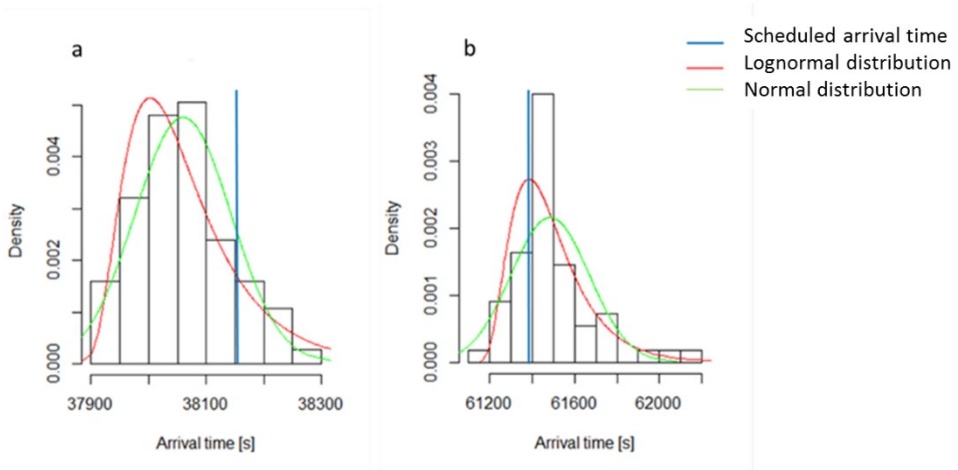 a
b
Scheduled arrival time
Lognormal distribution
Normal distribution
Density
0.000
0.002
0.004
37900
38100
38300
Arrival time [s]
Density
0.000
0.001
0.002
0.003
0.004
61200
61600
62000
Arrival time [s]